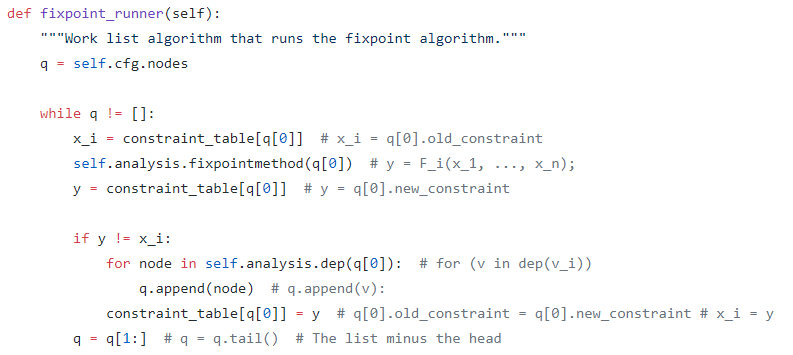 def fixpoint_runner(self):
    """Work list algorithm that runs the fixpoint algorithm."""
    q = self.cfg.nodes

    while q != []:
        x_i = constraint_table[q[0]]  # x_i = q[0].old_constraint
        self.analysis.fixpointmethod(q[0])  # y = F_i(x_1, ..., x_n);
        y = constraint_table[q[0]]  # y = q[0].new_constraint

        if y != x_i:
            for node in self.analysis.dep(q[0]):  # for (v in dep(v_i))
                q.append(node)  # q.append(v):
            constraint_table[q[0]] = y  # q[0].old_constraint = q[0].new_constraint # x_i = y
        q = q[1:]  # q = q.tail()  # The list minus the head